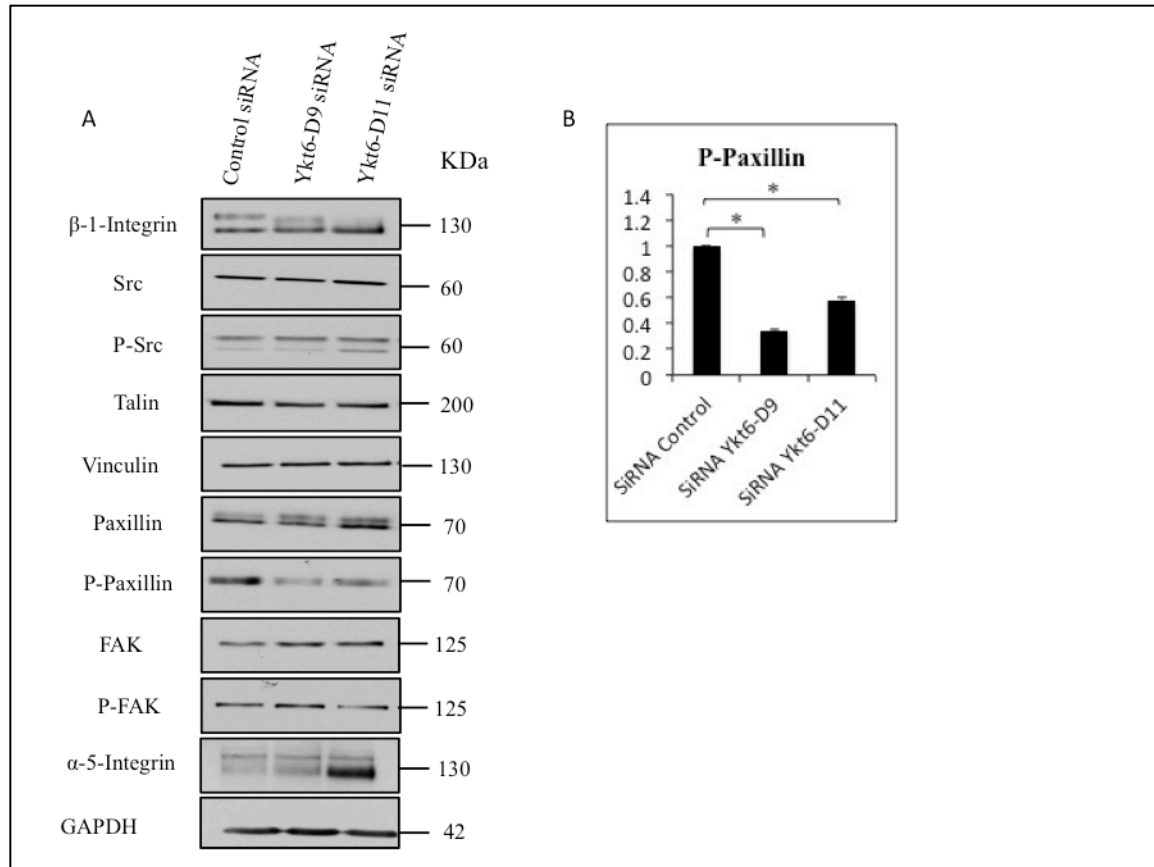 A
Control siRNA
Ykt6-D9 siRNA
Ykt6-D11 siRNA
KDa
β-1-Integrin
130
Src
60
P-Src
60
Talin
200
Vinculin
130
Paxillin
70
P-Paxillin
70
FAK
125
P-FAK
125
α-5-Integrin
130
GAPDH
42
B
P-Paxillin
*
*
1.4
1.2
1
0.8
0.6
0.4
0.2
0
SiRNA Control
SiRNA Ykt6-D9
SiRNA Ykt6-D11